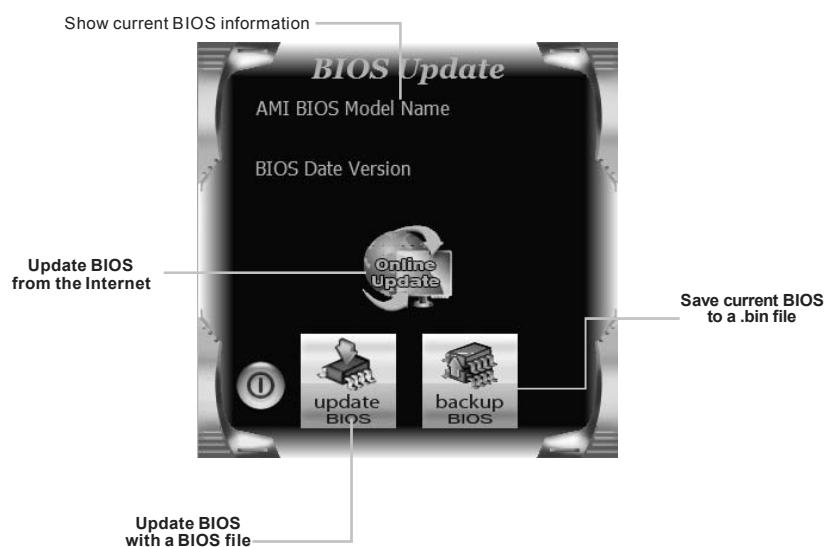 Show current BIOS information
BIOS Update
AMI BIOS Model Name
BIOS Date Version
Online
Update
Update BIOS
from the Internet
Save current BIOS
to a .bin file
update
BIOS
backup
BIOS
Update BIOS
with a BIOS file